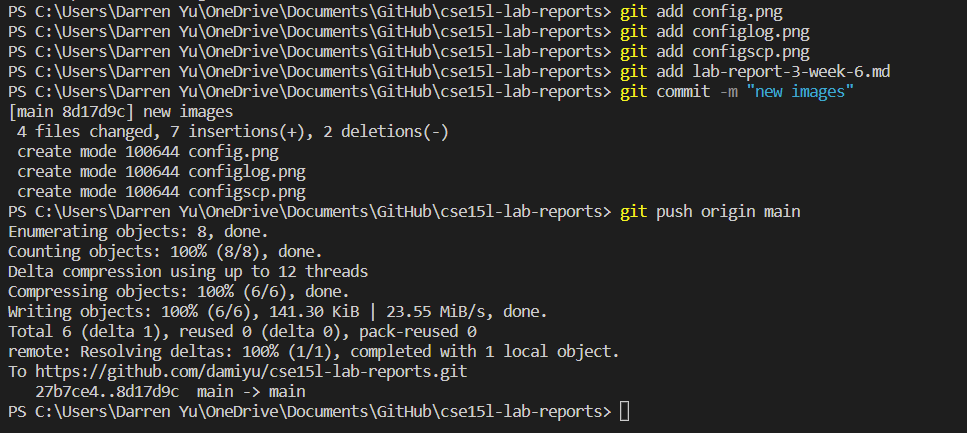 PS C:\Users\Darren Yu\OneDrive\Documents\GitHub\cse15l-lab-reports> git add config.png
PS C:\Users\Darren Yu\OneDrive\Documents\GitHub\cse15l-lab-reports> git add configlog.png
PS C:\Users\Darren Yu\OneDrive\Documents\GitHub\cse15l-lab-reports> git add configscp.png
PS C:\Users\Darren Yu\OneDrive\Documents\GitHub\cse15l-lab-reports> git add lab-report-3-week-6.md
PS C:\Users\Darren Yu\OneDrive\Documents\GitHub\cse15l-lab-reports> git commit -m "new images"
[main 8d17d9c] new images
 4 files changed, 7 insertions(+), 2 deletions(-)
 create mode 100644 config.png
 create mode 100644 configlog.png
 create mode 100644 configscp.png
PS C:\Users\Darren Yu\OneDrive\Documents\GitHub\cse15l-lab-reports> git push origin main
Enumerating objects: 8, done.
Counting objects: 100% (8/8), done.
Delta compression using up to 12 threads
Compressing objects: 100% (6/6), done.
Writing objects: 100% (6/6), 141.30 KiB | 23.55 MiB/s, done.
Total 6 (delta 1), reused 0 (delta 0), pack-reused 0
remote: Resolving deltas: 100% (1/1), completed with 1 local object.
To https://github.com/damiyu/cse15l-lab-reports.git
   27b7ce4..8d17d9c  main -> main
PS C:\Users\Darren Yu\OneDrive\Documents\GitHub\cse15l-lab-reports>